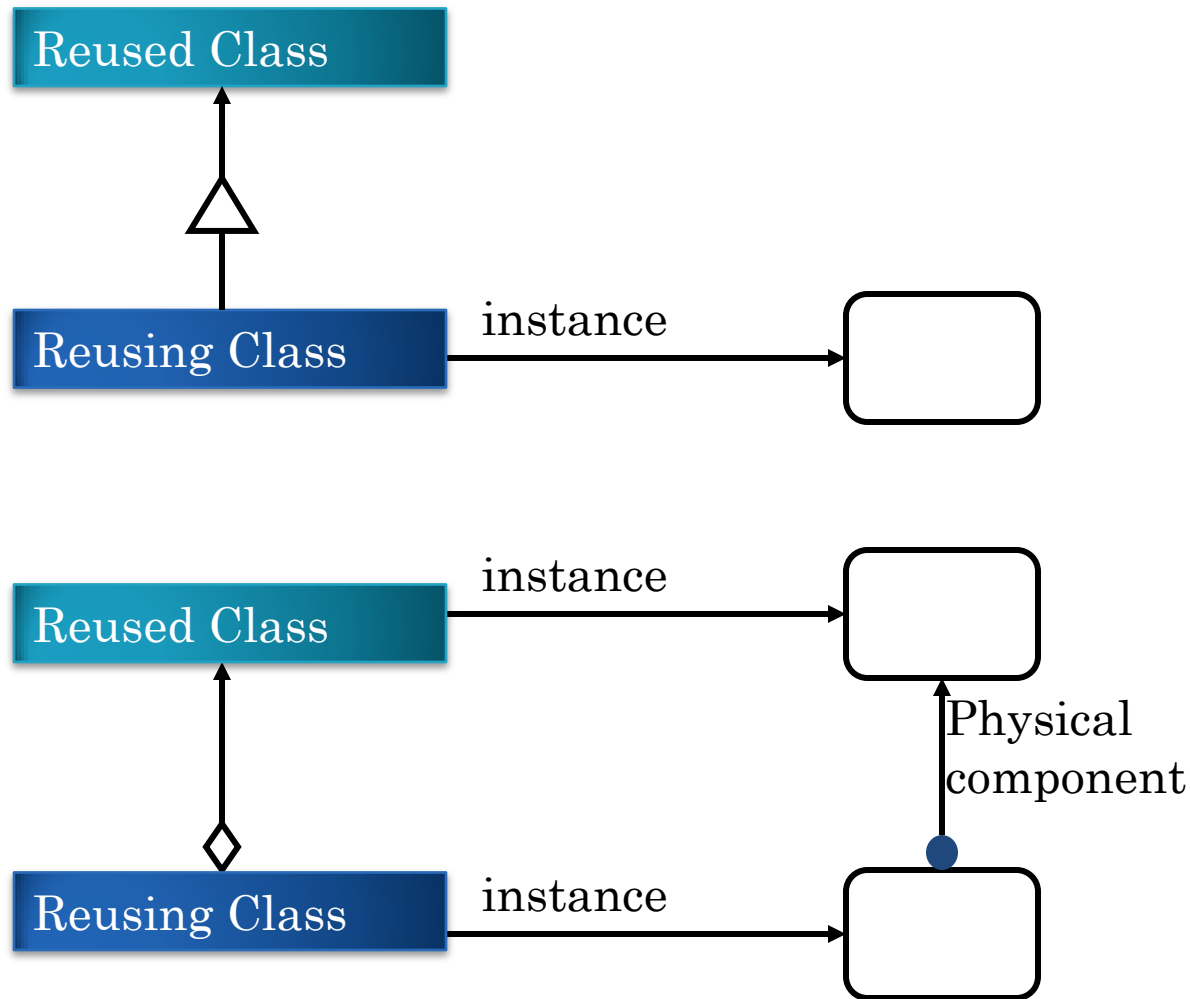 Reused Class
Reusing Class
instance
Reused Class
instance
Physical
component
Reusing Class
instance